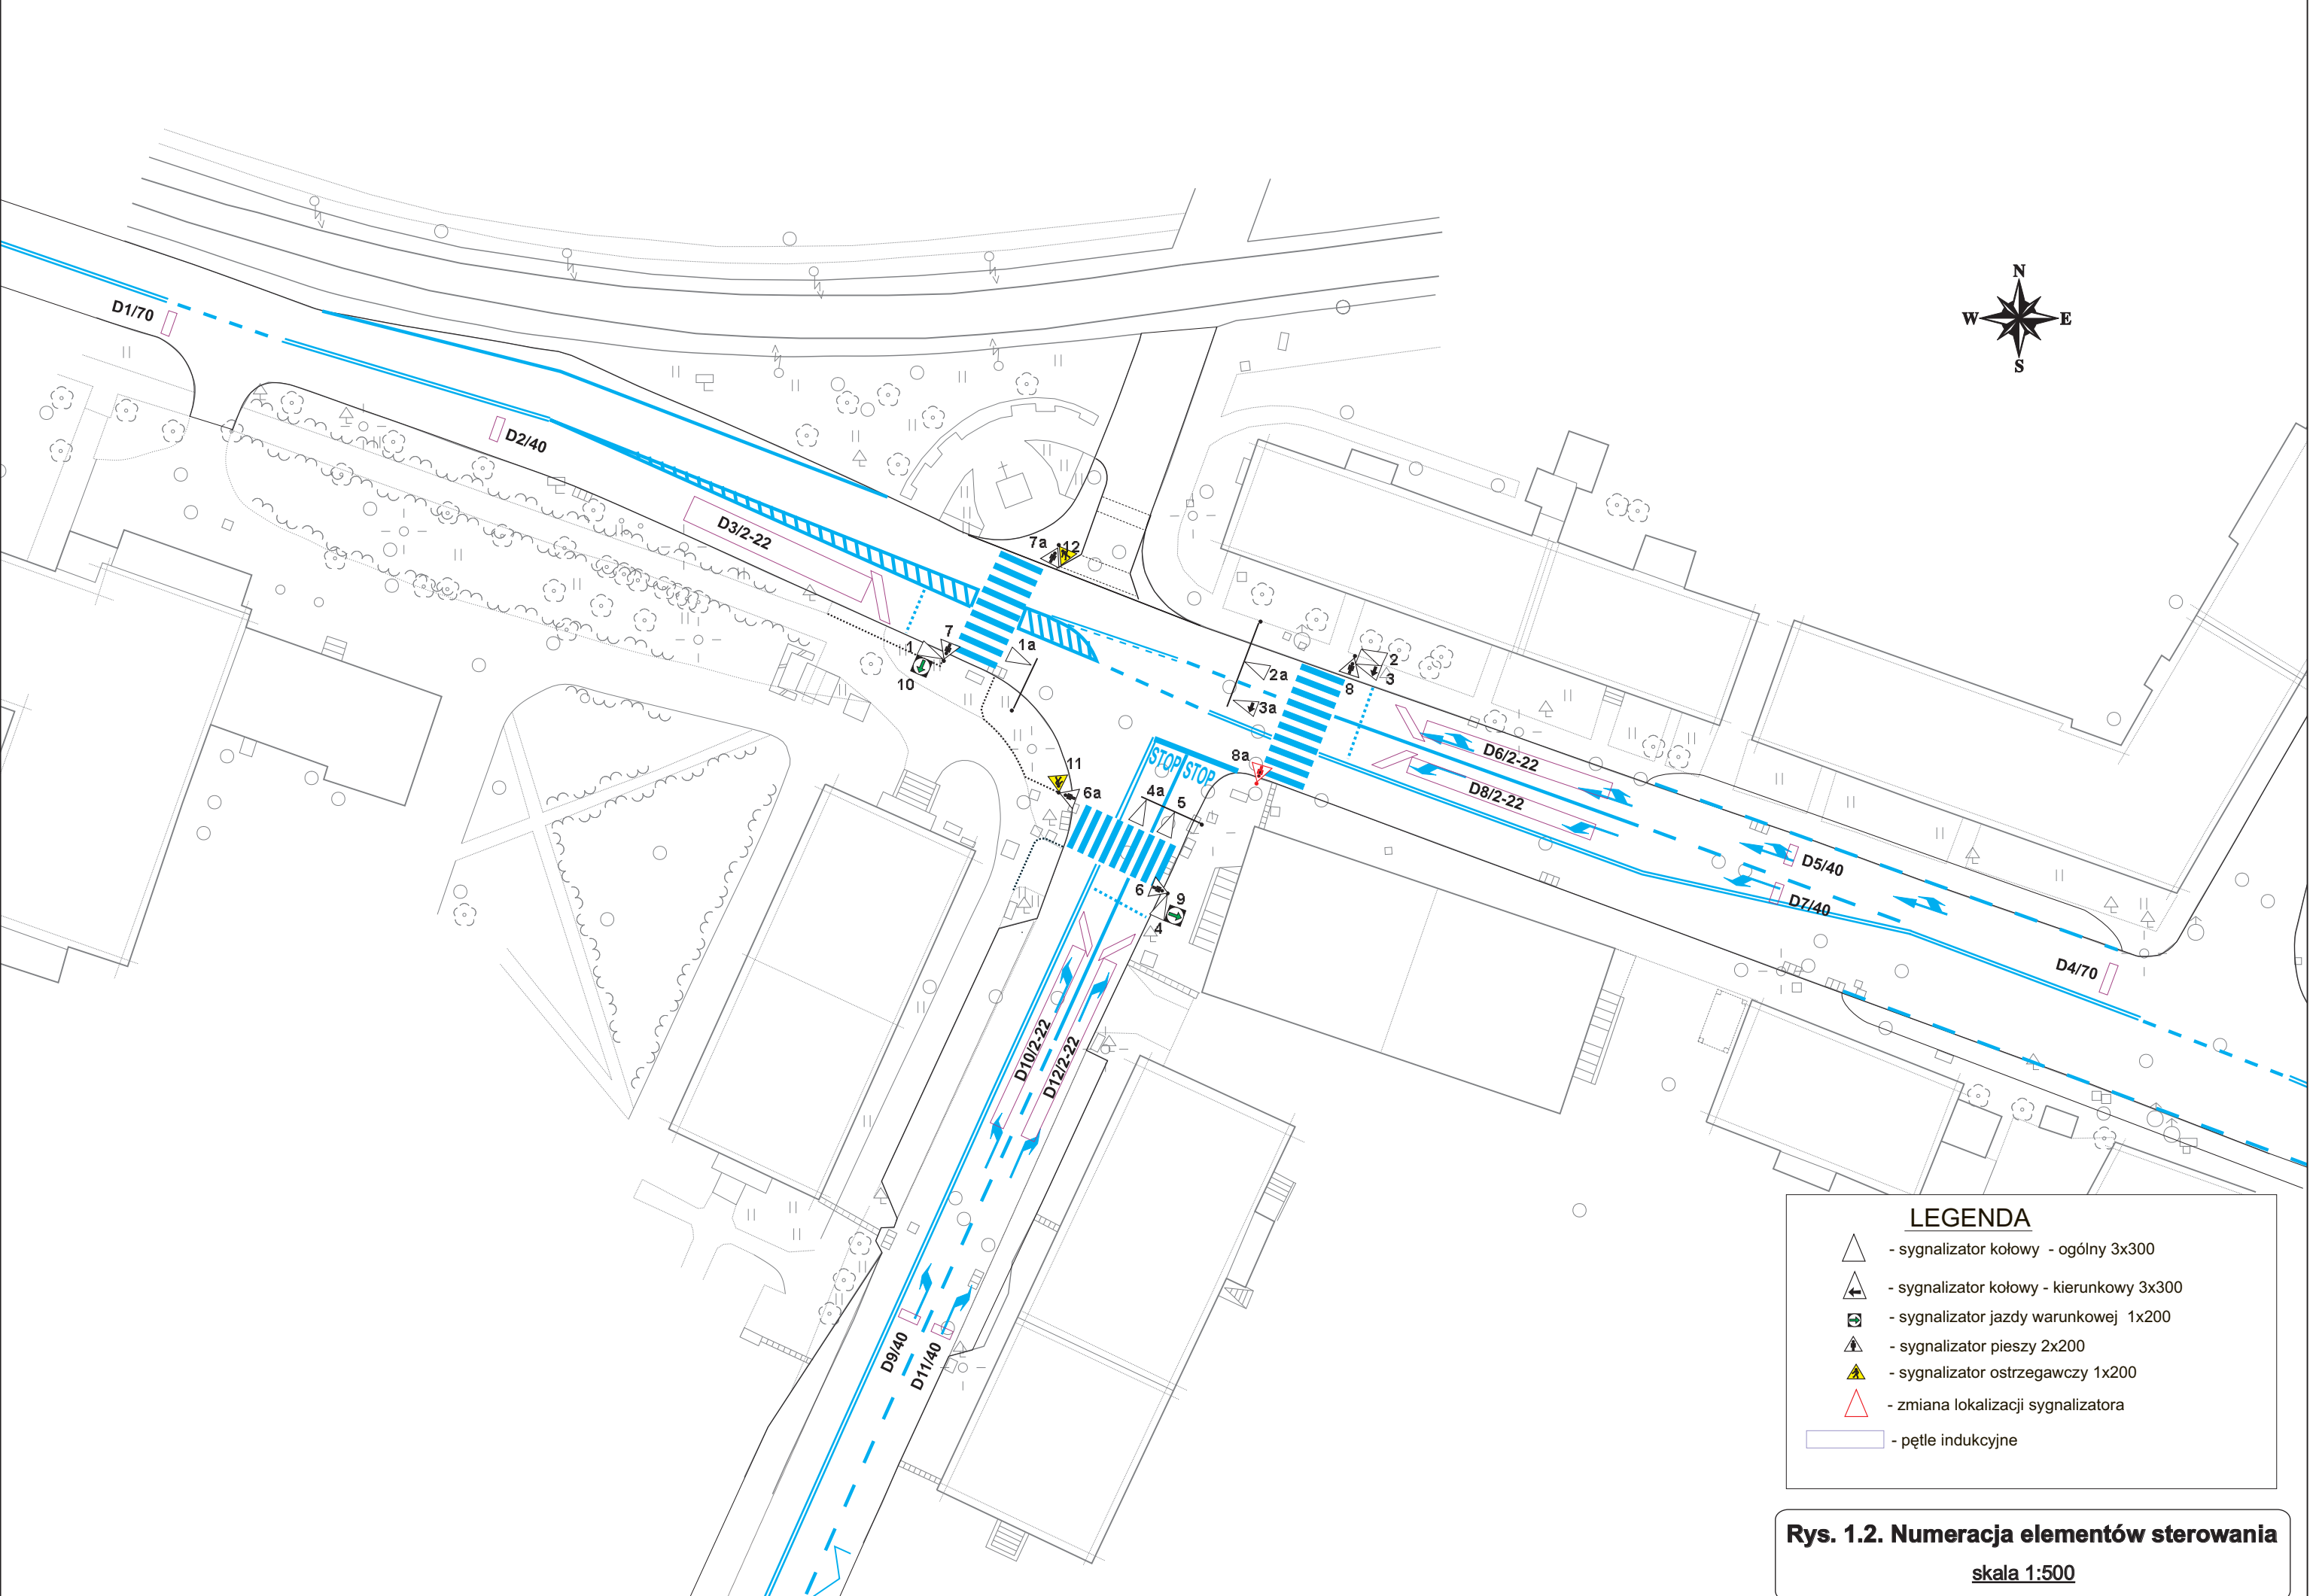 N
W E
S
D1/70
D2/40
D3/2-22
7a
12
1
7
1a
10
2
2a
3
8
3a
8a
11
6a
STOP STOP
4a
5
6
9
4
D6/2-22
D8/2-22
D5/40
D7/40
D4/70
D10/2-22
D12/2-22
D9/40
D11/40
LEGENDA
- sygnalizator kołowy - ogólny 3x300
- sygnalizator kołowy - kierunkowy 3x300
- sygnalizator jazdy warunkowej 1x200
- sygnalizator pieszy 2x200
- sygnalizator ostrzegawczy 1x200
- zmiana lokalizacji sygnalizatora
- pętle indukcyjne
Rys. 1.2. Numeracja elementów sterowania
skala 1:500